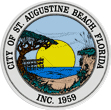 CITY OF ST. AUGUSTINE BEACH, FLORIDA
INC. 1959